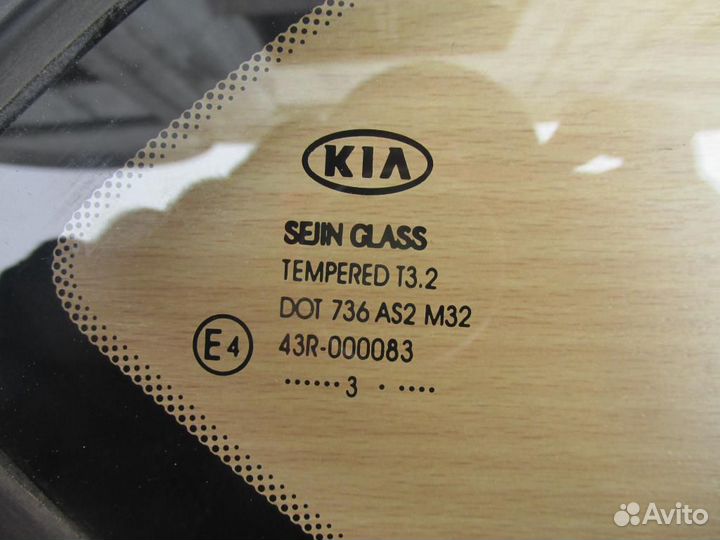 KIA
SEJIN GLASS
TEMPERED T3.2
DOT 736 AS2 M32
E4
43R-000083
······ 3 · ····
Avito